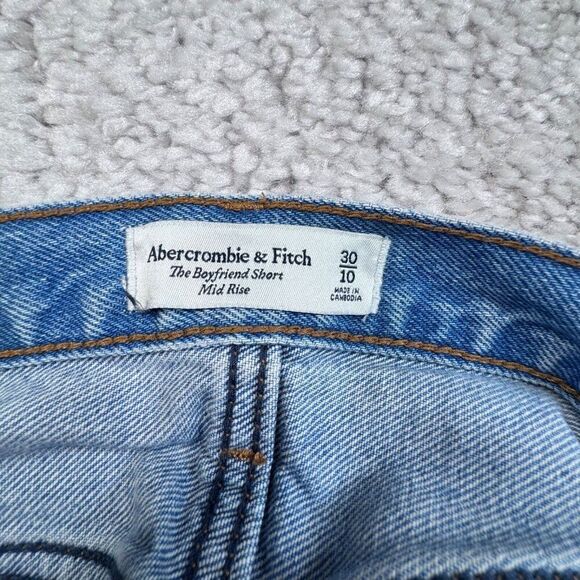 Abercrombie & Fitch
The Boyfriend Short
Mid Rise
30
10
MADE IN
CAMBODIA